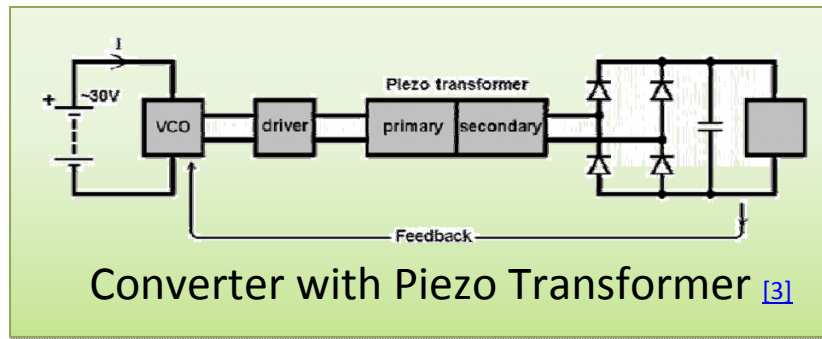 I
+ ~30V
Piezo transformer
VCO
driver
primary
secondary
Feedback
Converter with Piezo Transformer [3]